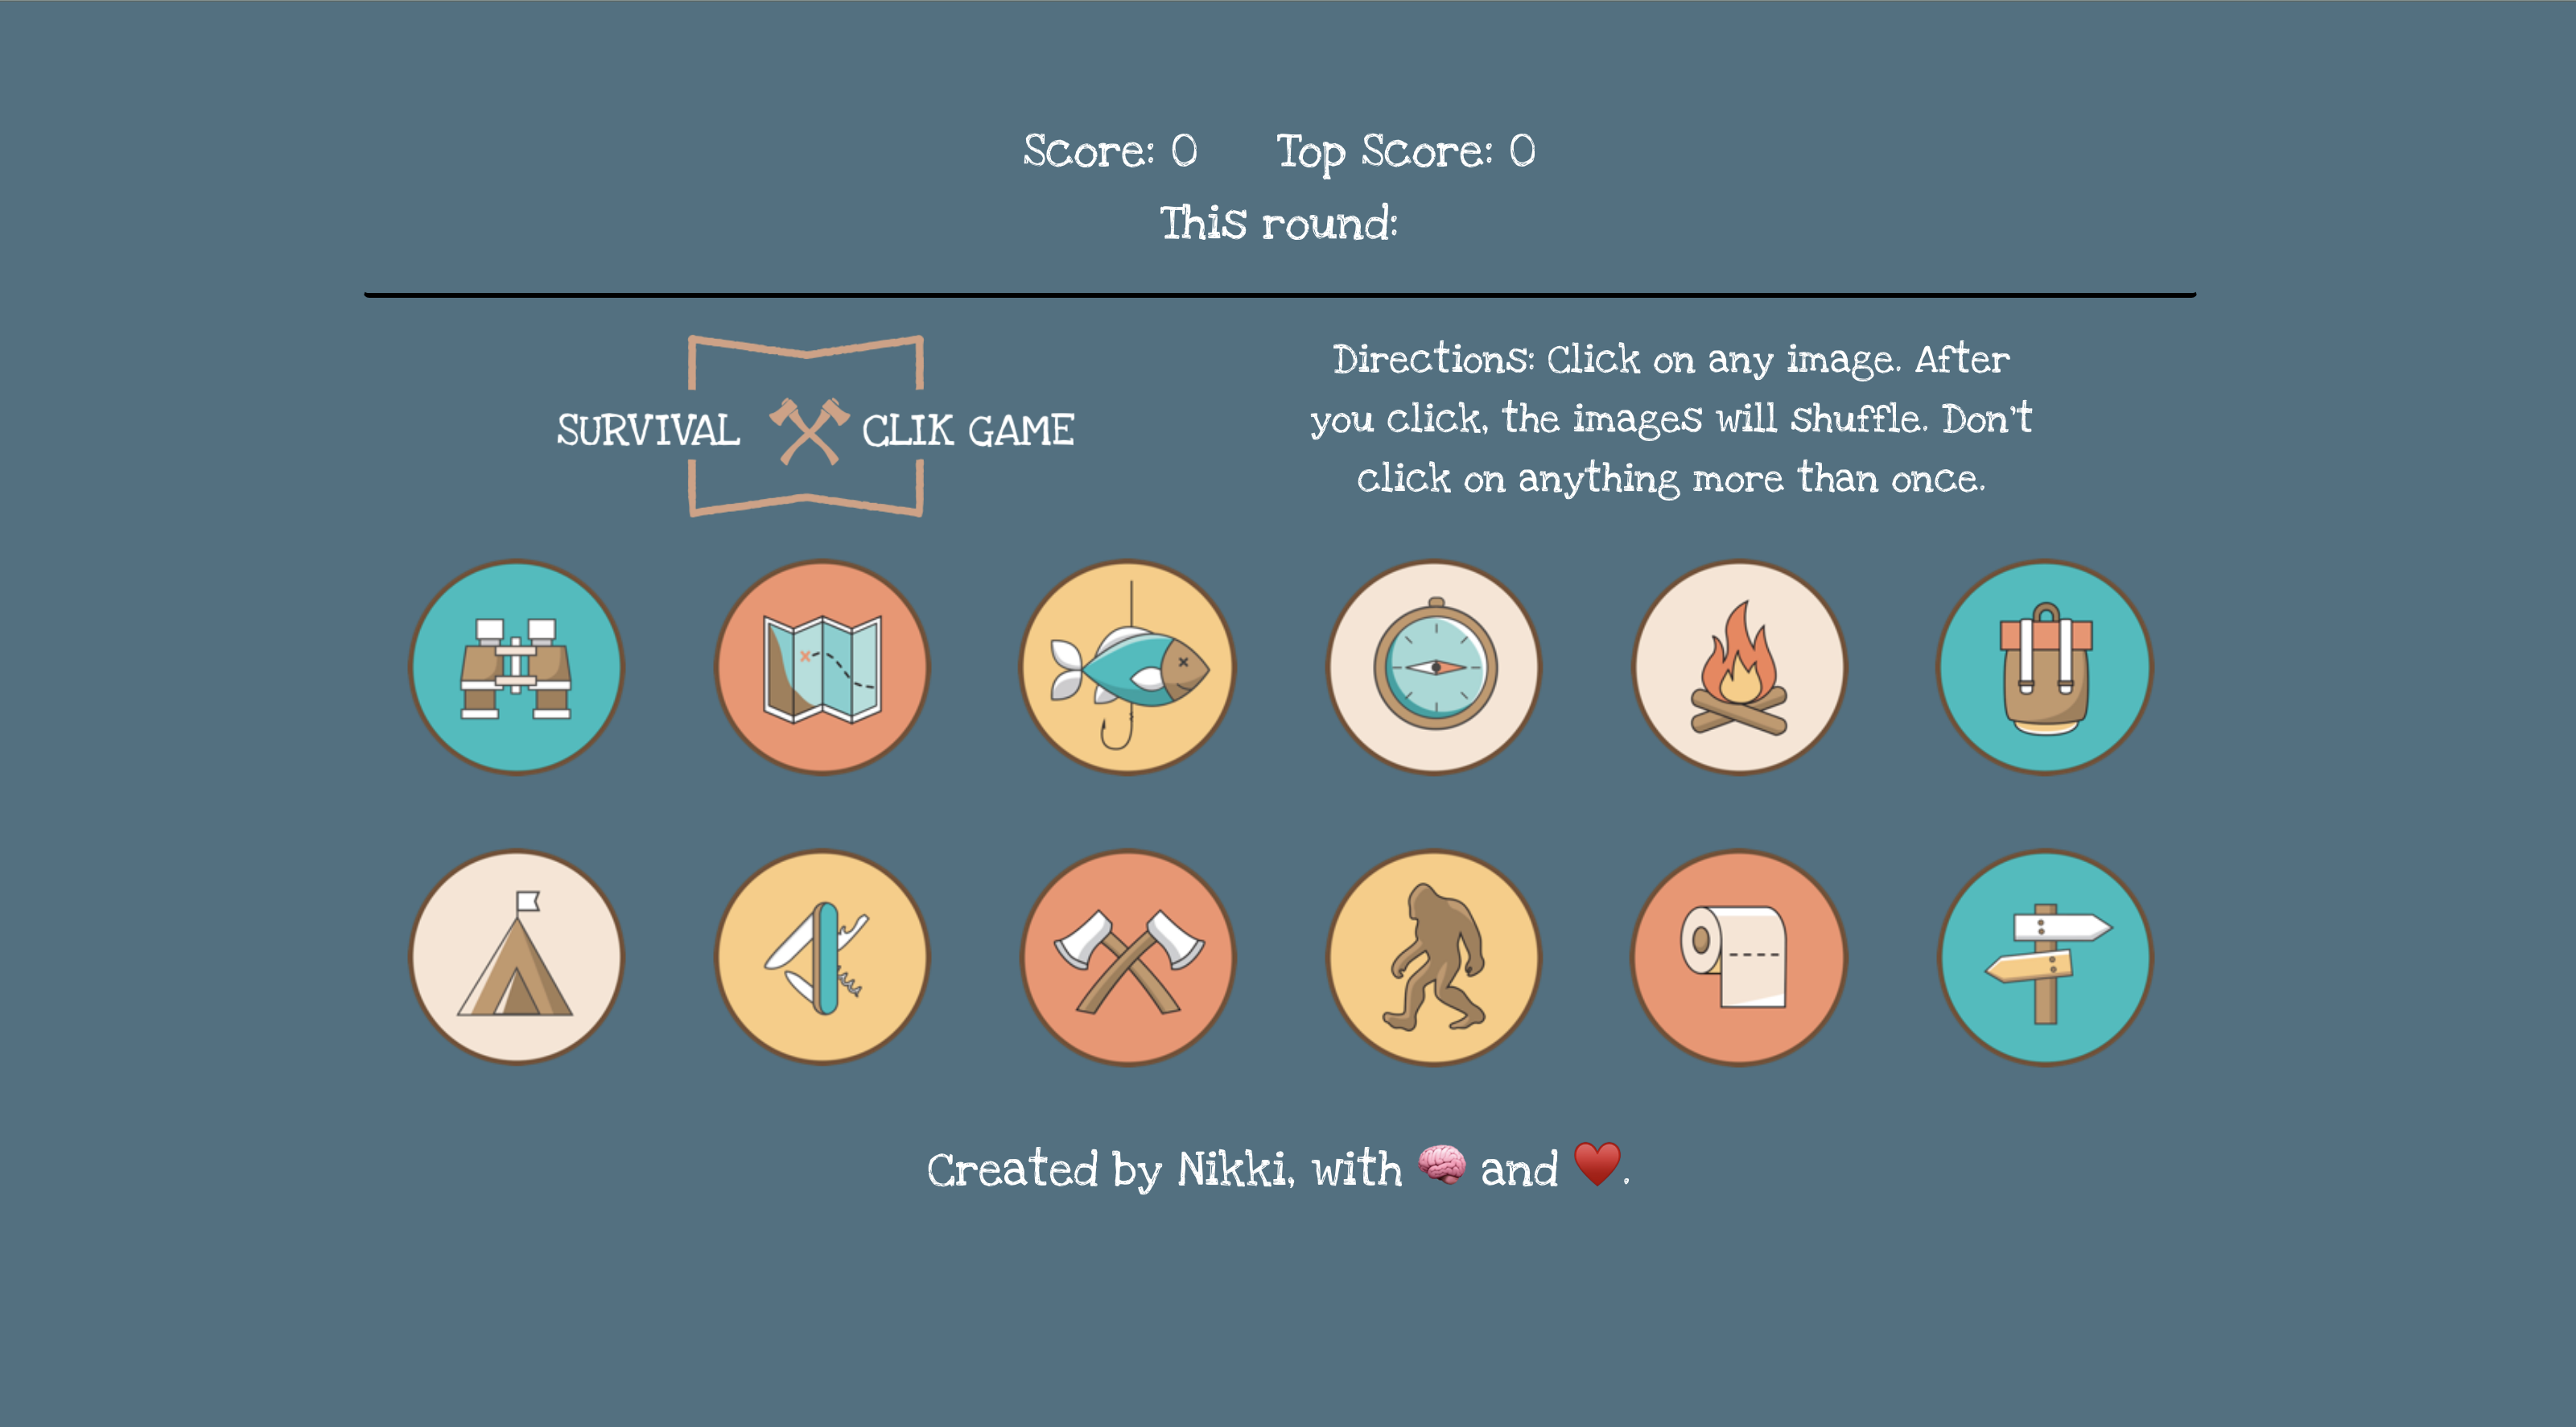 Score: 0 Top Score: 0
This round:
SURVIVAL CLIK GAME
Directions: Click on any image. After
you click, the images will shuffle. Don't
click on anything more than once.
Created by Nikki, with 🧠 and ♥️.